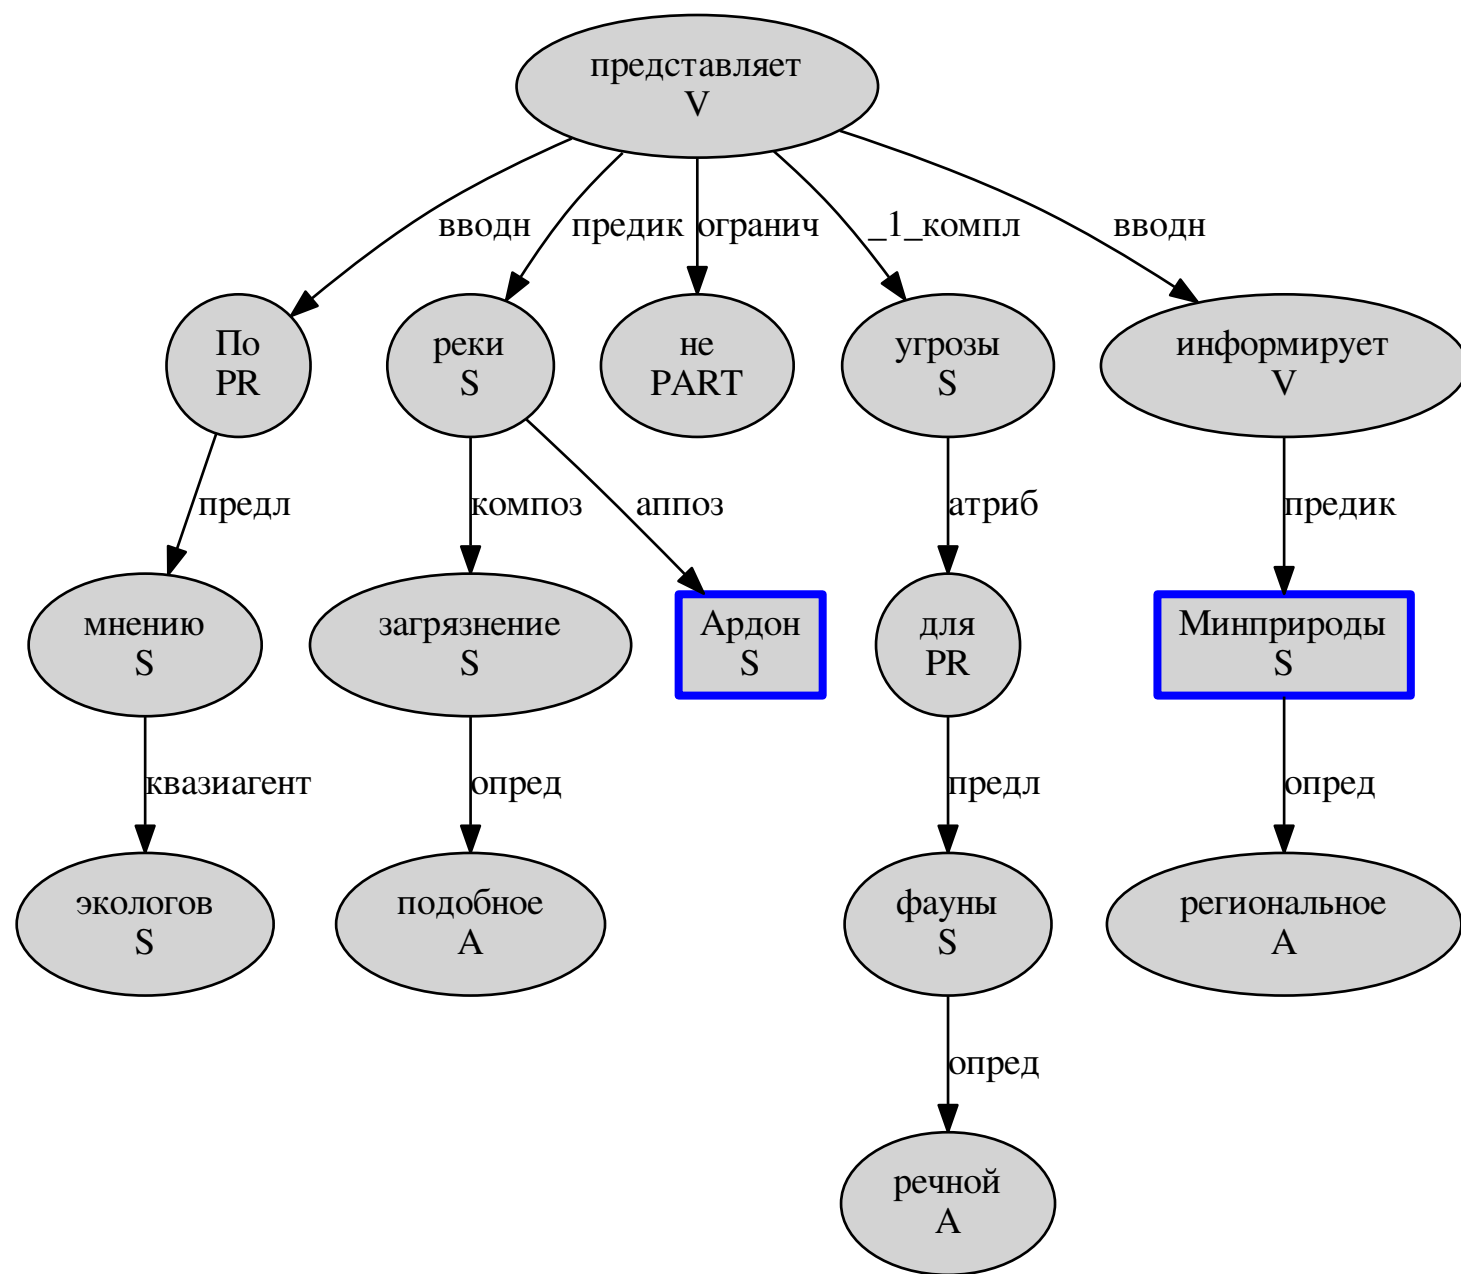 представляет
V
вводн
предик
огранич
_1_компл
вводн
По
PR
реки
S
не
PART
угрозы
S
информирует
V
предл
композ
аппоз
атриб
предик
мнению
S
загрязнение
S
Ардон
S
для
PR
Минприроды
S
квазиагент
опред
предл
опред
экологов
S
подобное
A
фауны
S
региональное
A
опред
речной
A